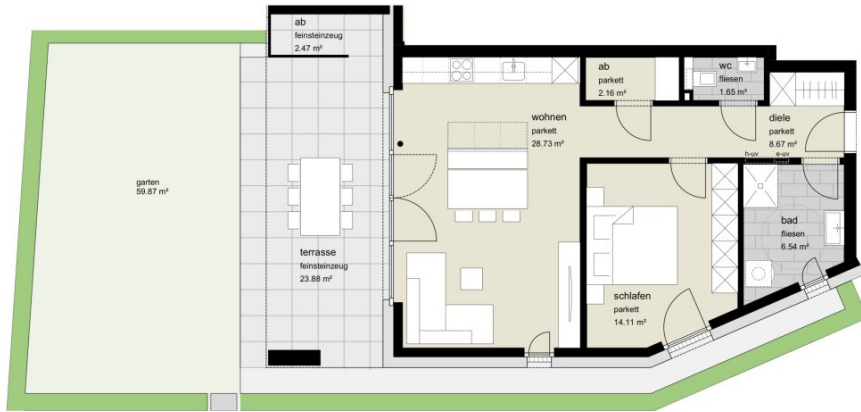 ab
feinsteinzeug
2.47 m²
ab
parkett
2.16 m²
wc
fliesen
1.65 m²
wohnen
parkett
28.73 m²
diele
parkett
8.67 m²
h-uv
e-uv
garten
59.87 m²
terrasse
feinsteinzeug
23.88 m²
bad
fliesen
6.54 m²
schlafen
parkett
14.11 m²